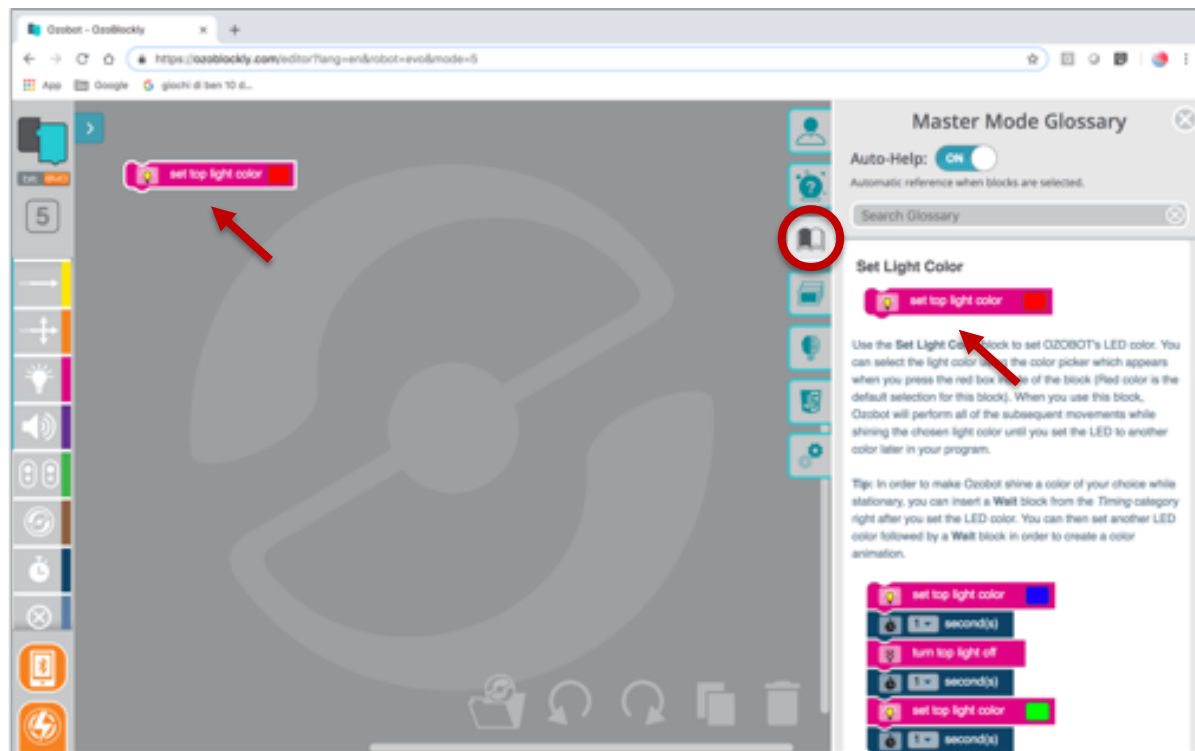 Ozobot - OzoBlockly
https://ozoblockly.com/editor?lang=en&robot=evo&mode=5
App Google giochi di ben 10 d...
bit evo
5
set top light color
Master Mode Glossary
Auto-Help: ON
Automatic reference when blocks are selected.
Search Glossary
Set Light Color
set top light color
Use the Set Light block to set OZOBOT's LED color. You
can select the light color the color picker which appears
when you press the red box of the block (Red color is the
default selection for this block). When you use this block,
Ozobot will perform all of the subsequent movements while
shining the chosen light color until you set the LED to another
color later in your program.
Tip: In order to make Ozobot shine a color of your choice while
stationary, you can insert a Wait block from the Timing category
right after you set the LED color. You can then set another LED
color followed by a Wait block in order to create a color
animation.
set top light color
1 second(s)
turn top light off
1 second(s)
set top light color
1 second(s)